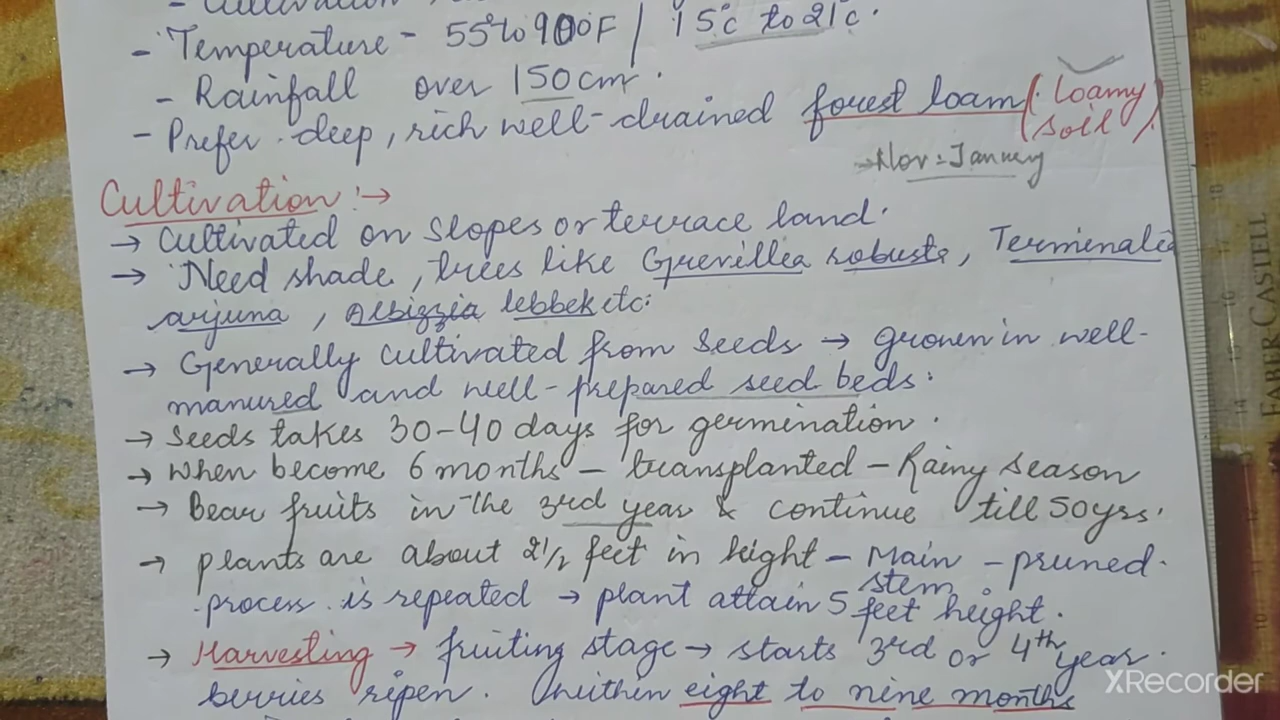 - Cultivation
- Temperature - 55° to 90°F / 15°c to 21°c.
- Rainfall over 150cm.
- Prefer deep, rich well-drained forest loam (Loamy soil)
→ Nov - January
Cultivation :→
→ Cultivated on slopes or terrace land.
→ Need shade, trees like Grevillea robusta, Terminalia
arjuna, Albizzia lebbek etc.
→ Generally cultivated from seeds → grown in well-
manured and well-prepared seed beds.
→ Seeds takes 30-40 days for germination.
→ when become 6 months - transplanted - Rainy season
→ Bear fruits in the 3rd year & continue till 50yrs.
→ plants are about 2½ feet in height - Main stem - pruned.
process is repeated → plant attain 5 feet height.
→ Harvesting → fruiting stage → starts 3rd or 4th year.
berries ripen. within eight to nine months
XRecorder
FABER-CASTELL